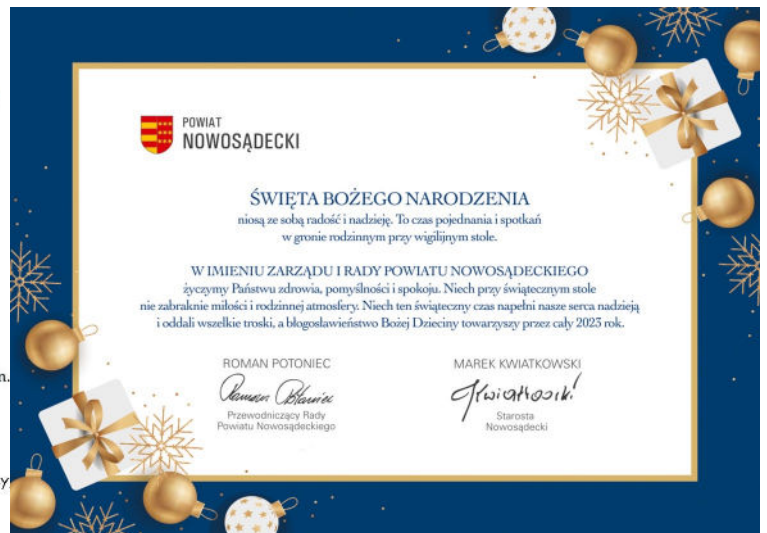 POWIAT
NOWOSĄDECKI
ŚWIĘTA BOŻEGO NARODZENIA
niosą ze sobą radość i nadzieję. To czas pojednania i spotkań
w gronie rodzinnym przy wigilijnym stole.
W IMIENIU ZARZĄDU I RADY POWIATU NOWOSĄDECKIEGO
życzymy Państwu zdrowia, pomyślności i spokoju. Niech przy świątecznym stole
nie zabraknie miłości i rodzinnej atmosfery. Niech ten świąteczny czas napełni nasze serca nadzieją
i oddali wszelkie troski, a błogosławieństwo Bożej Dzieciny towarzyszy przez cały 2023 rok.
ROMAN POTONIEC
Roman Potoniec
Przewodniczący Rady
Powiatu Nowosądeckiego
MAREK KWIATKOWSKI
Kwiatkowski
Starosta
Nowosądecki